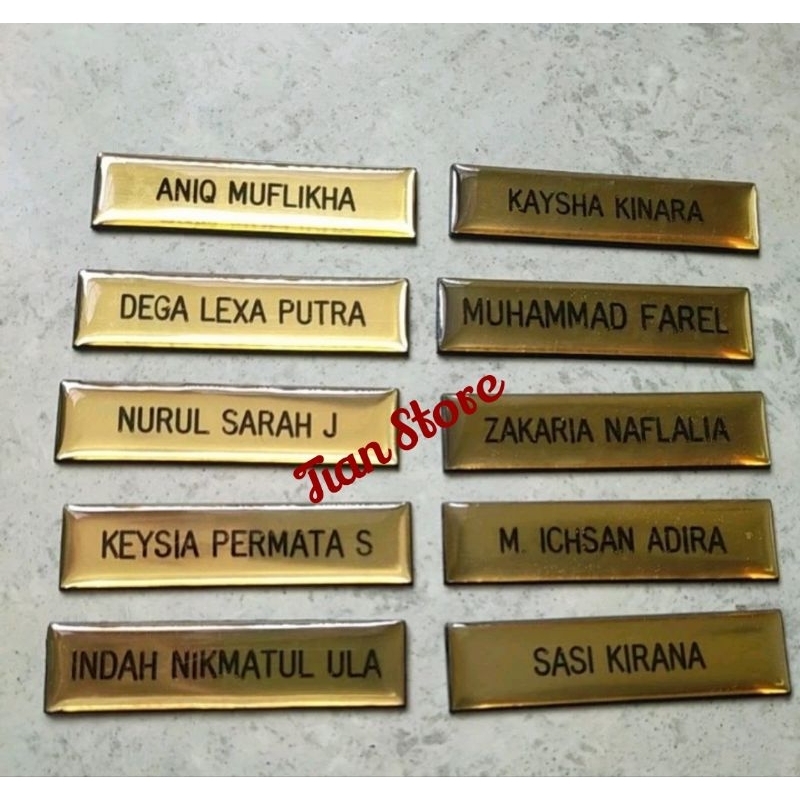 ANIQ MUFLIKHA
KAYSHA KINARA
DEGA LEXA PUTRA
MUHAMMAD FAREL
NURUL SARAH J
ZAKARIA NAFLALIA
Tian Store
KEYSIA PERMATA S
M. ICHSAN ADIRA
INDAH NIKMATUL ULA
SASI KIRANA